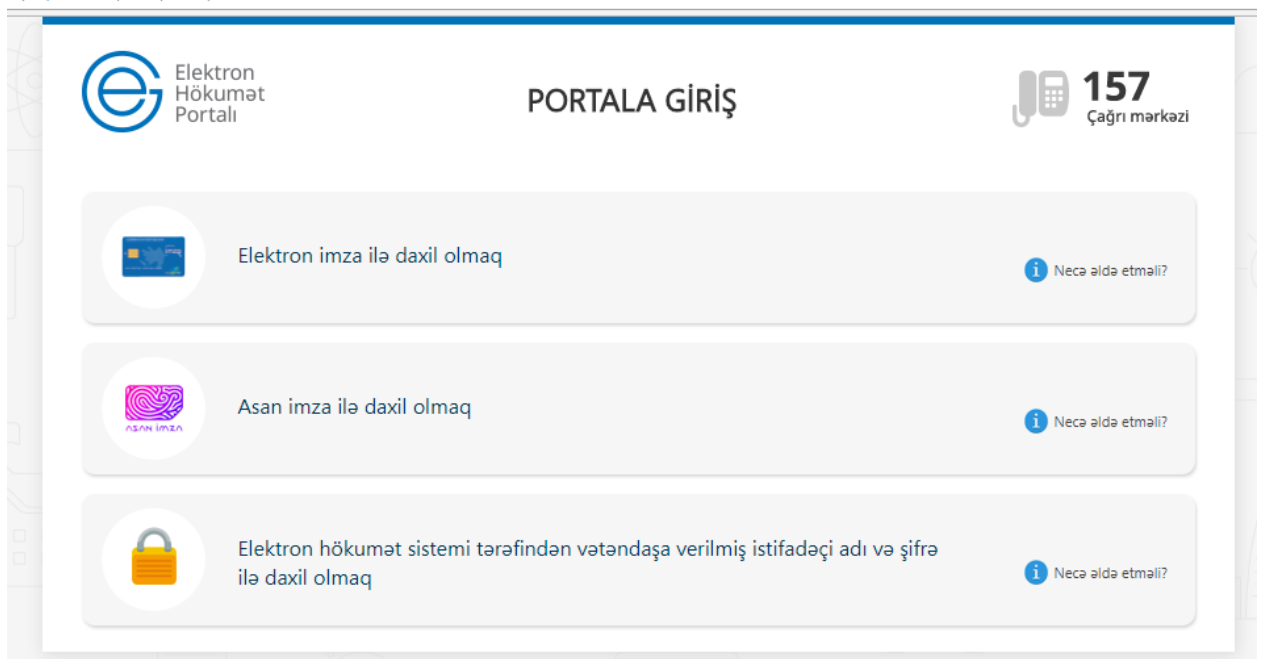 Elektron
Hökumət
Portalı
PORTALA GİRİŞ
157
Çağrı mərkəzi
Elektron imza ilə daxil olmaq
Necə əldə etməli?
ASAN İMZA
Asan imza ilə daxil olmaq
Necə əldə etməli?
Elektron hökumət sistemi tərəfindən vətəndaşa verilmiş istifadəçi adı və şifrə
ilə daxil olmaq
Necə əldə etməli?